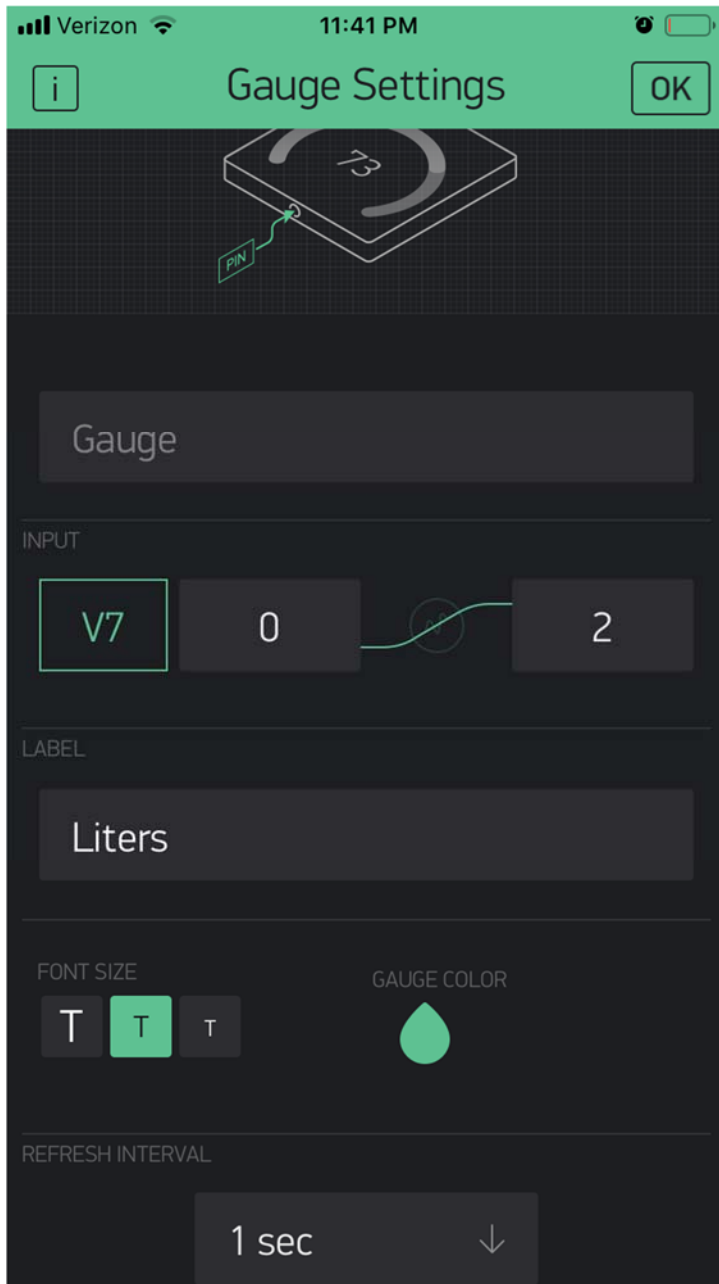 Verizon 11:41 PM
i Gauge Settings OK
73
PIN
Gauge
INPUT
V7 0 2
LABEL
Liters
FONT SIZE GAUGE COLOR
T T T
REFRESH INTERVAL
1 sec